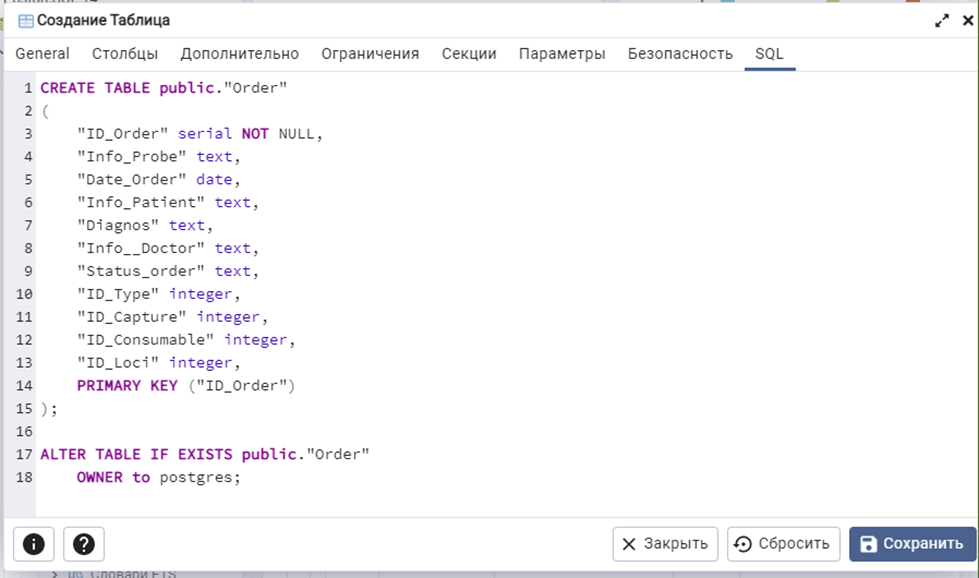 Создание Таблица
General Столбцы Дополнительно Ограничения Секции Параметры Безопасность SQL
1 CREATE TABLE public."Order"
2 (
3 "ID_Order" serial NOT NULL,
4 "Info_Probe" text,
5 "Date_Order" date,
6 "Info_Patient" text,
7 "Diagnos" text,
8 "Info__Doctor" text,
9 "Status_order" text,
10 "ID_Type" integer,
11 "ID_Capture" integer,
12 "ID_Consumable" integer,
13 "ID_Loci" integer,
14 PRIMARY KEY ("ID_Order")
15 );
16
17 ALTER TABLE IF EXISTS public."Order"
18 OWNER to postgres;
Закрыть Сбросить Сохранить
Словари FTS